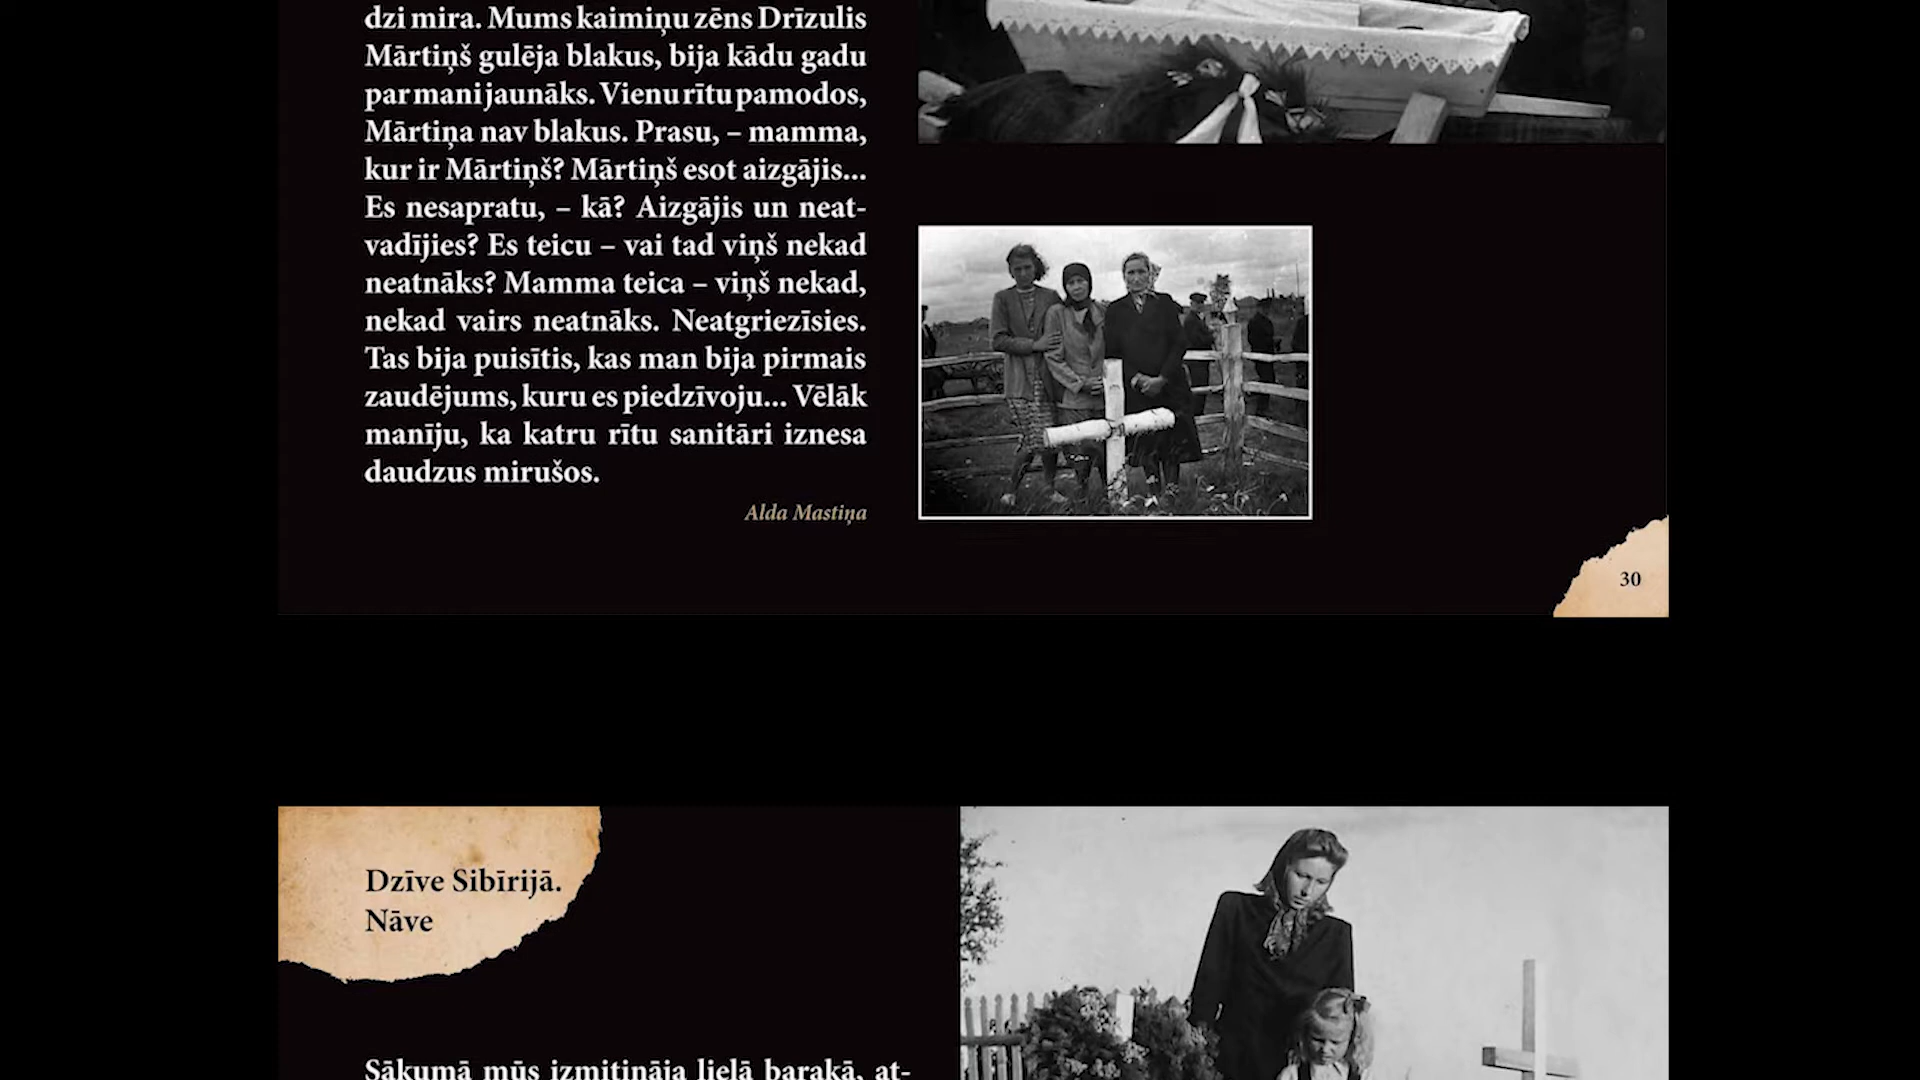 dzi mira. Mums kaimiņu zēns Drīzulis
Mārtiņš gulēja blakus, bija kādu gadu
par mani jaunāks. Vienu rītu pamodos,
Mārtiņa nav blakus. Prasu, – mamma,
kur ir Mārtiņš? Mārtiņš esot aizgājis...
Es nesapratu, – kā? Aizgājis un neat-
vadījies? Es teicu – vai tad viņš nekad
neatnāks? Mamma teica – viņš nekad,
nekad vairs neatnāks. Neatgriezīsies.
Tas bija puisītis, kas man bija pirmais
zaudējums, kuru es piedzīvoju... Vēlāk
manīju, ka katru rītu sanitāri iznesa
daudzus mirušos.
Alda Mastiņa
30
Dzīve Sibīrijā.
Nāve
Sākumā mūs izmitināja lielā barakā, at-